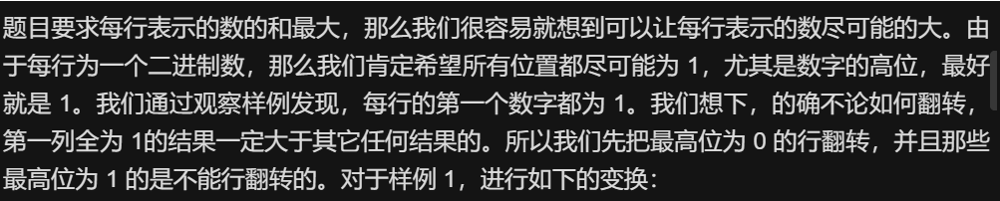 题目要求每行表示的数的和最大，那么我们很容易就想到可以让每行表示的数尽可能的大。由
于每行为一个二进制数，那么我们肯定希望所有位置都尽可能为 1，尤其是数字的高位，最好
就是 1。我们通过观察样例发现，每行的第一个数字都为 1。我们想下，的确不论如何翻转，
第一列全为 1的结果一定大于其它任何结果的。所以我们先把最高位为 0 的行翻转，并且那些
最高位为 1 的是不能行翻转的。对于样例 1，进行如下的变换：